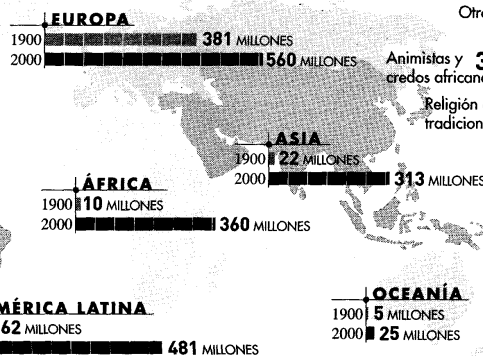 EUROPA
1900 381 MILLONES
2000 560 MILLONES
Otr
Animistas y 3
credos african
Religión
tradicion
ASIA
1900 22 MILLONES
2000 313 MILLONES
ÁFRICA
1900 10 MILLONES
2000 360 MILLONES
MÉRICA LATINA
62 MILLONES
481 MILLONES
OCEANÍA
1900 5 MILLONES
2000 25 MILLONES